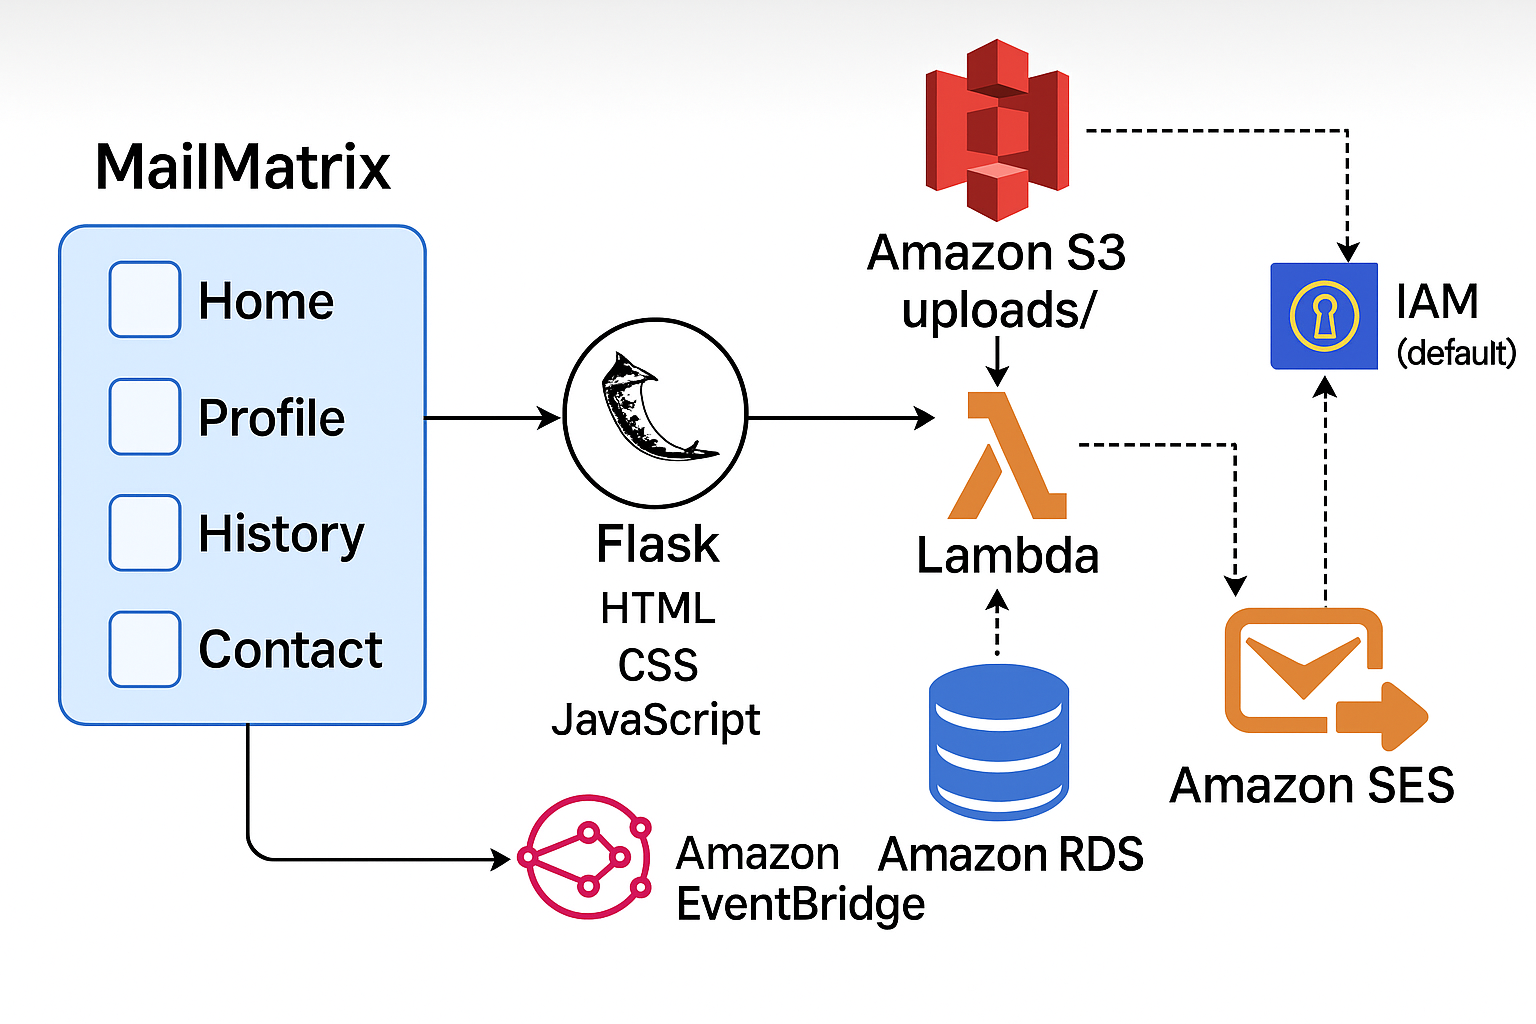 MailMatrix
Home
Profile
History
Contact
Flask
HTML
CSS
JavaScript
Amazon S3
uploads/
Lambda
Amazon RDS
Amazon
EventBridge
IAM
(default)
Amazon SES